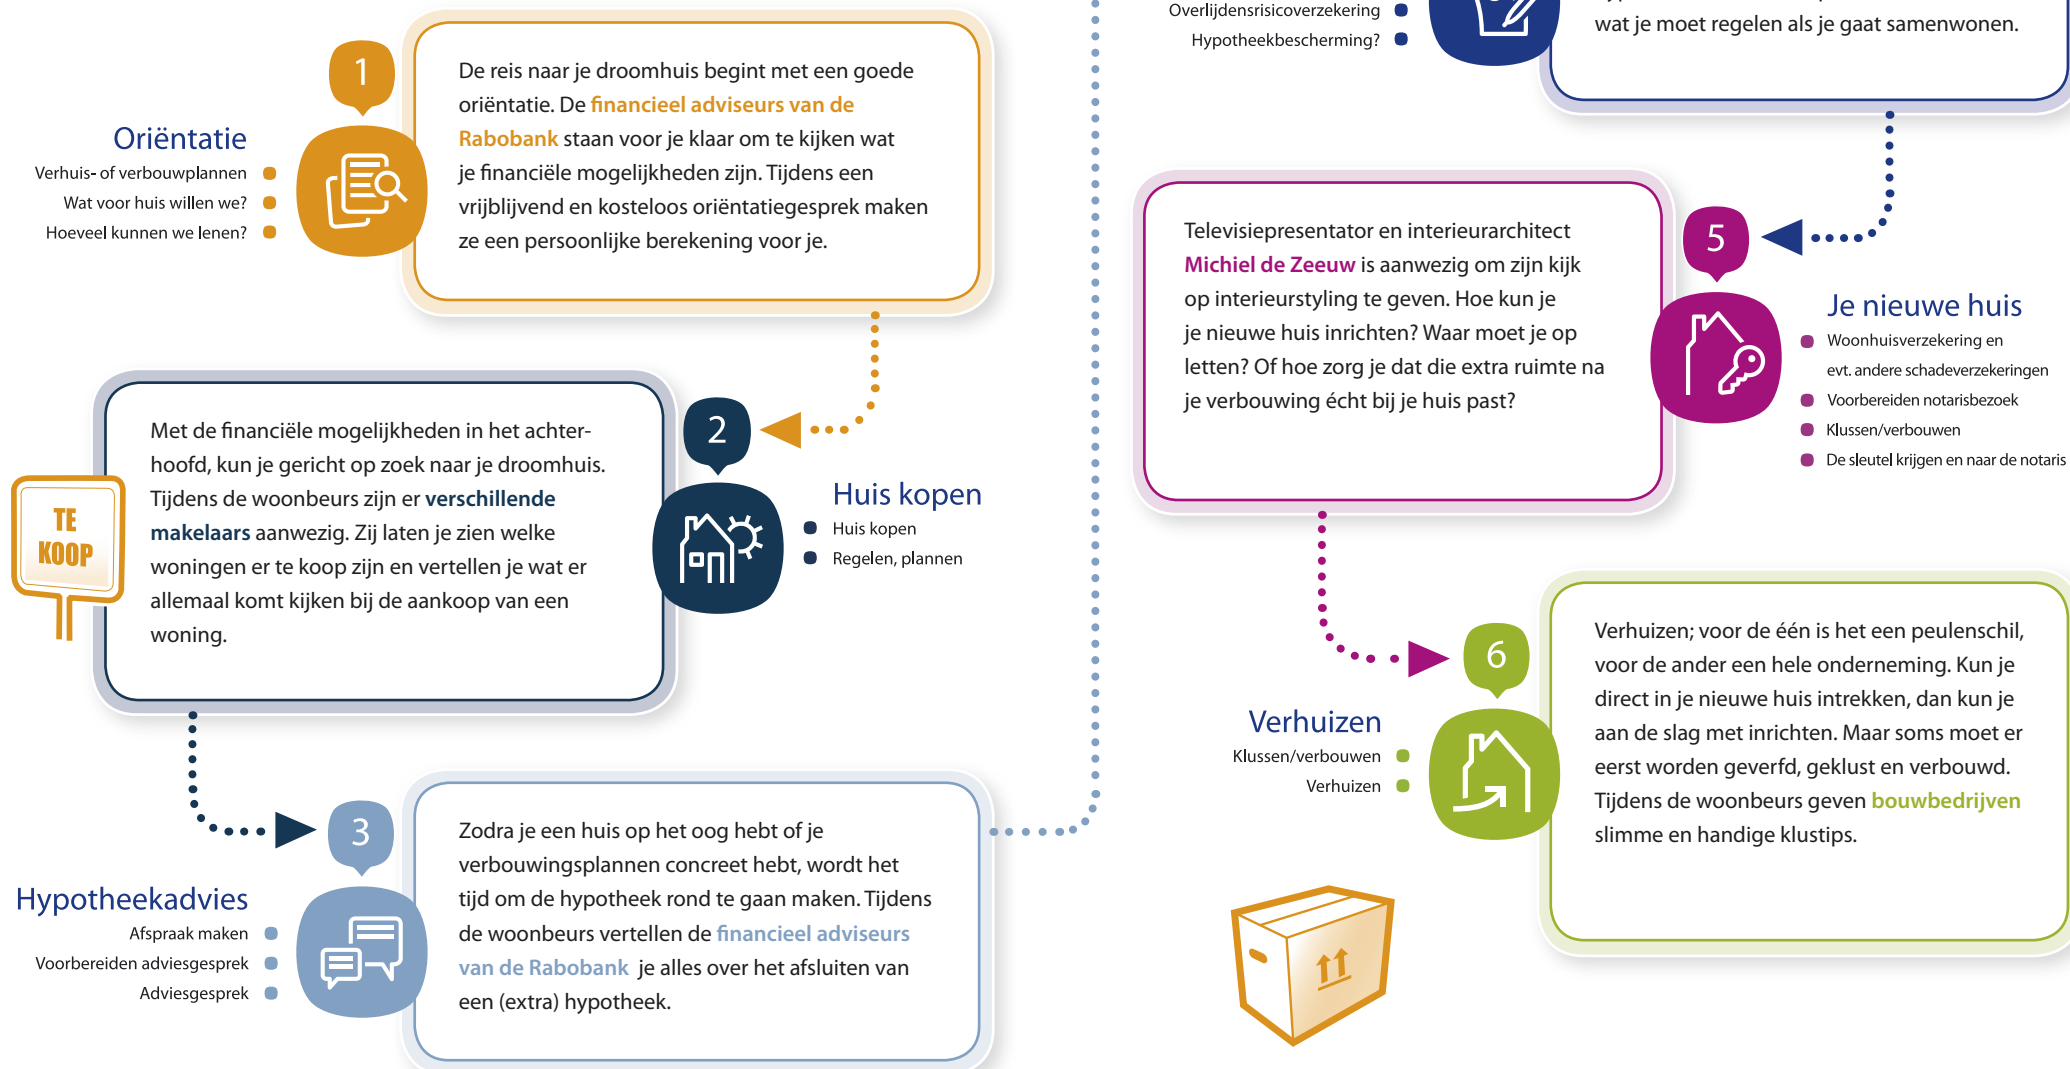 1
Oriëntatie
Verhuis- of verbouwplannen
Wat voor huis willen we?
Hoeveel kunnen we lenen?
De reis naar je droomhuis begint met een goede
oriëntatie. De financieel adviseurs van de
Rabobank staan voor je klaar om te kijken wat
je financiële mogelijkheden zijn. Tijdens een
vrijblijvend en kosteloos oriëntatiegesprek maken
ze een persoonlijke berekening voor je.
TE
KOOP
Met de financiële mogelijkheden in het achter-
hoofd, kun je gericht op zoek naar je droomhuis.
Tijdens de woonbeurs zijn er verschillende
makelaars aanwezig. Zij laten je zien welke
woningen er te koop zijn en vertellen je wat er
allemaal komt kijken bij de aankoop van een
woning.
2
Huis kopen
Huis kopen
Regelen, plannen
3
Hypotheekadvies
Afspraak maken
Voorbereiden adviesgesprek
Adviesgesprek
Zodra je een huis op het oog hebt of je
verbouwingsplannen concreet hebt, wordt het
tijd om de hypotheek rond te gaan maken. Tijdens
de woonbeurs vertellen de financieel adviseurs
van de Rabobank je alles over het afsluiten van
een (extra) hypotheek.
Overlijdensrisicoverzekering
Hypotheekbescherming?
wat je moet regelen als je gaat samenwonen.
Televisiepresentator en interieurarchitect
Michiel de Zeeuw is aanwezig om zijn kijk
op interieurstyling te geven. Hoe kun je
je nieuwe huis inrichten? Waar moet je op
letten? Of hoe zorg je dat die extra ruimte na
je verbouwing écht bij je huis past?
5
Je nieuwe huis
Woonhuisverzekering en
evt. andere schadeverzekeringen
Voorbereiden notarisbezoek
Klussen/verbouwen
De sleutel krijgen en naar de notaris
6
Verhuizen
Klussen/verbouwen
Verhuizen
Verhuizen; voor de één is het een peulenschil,
voor de ander een hele onderneming. Kun je
direct in je nieuwe huis intrekken, dan kun je
aan de slag met inrichten. Maar soms moet er
eerst worden geverfd, geklust en verbouwd.
Tijdens de woonbeurs geven bouwbedrijven
slimme en handige klustips.